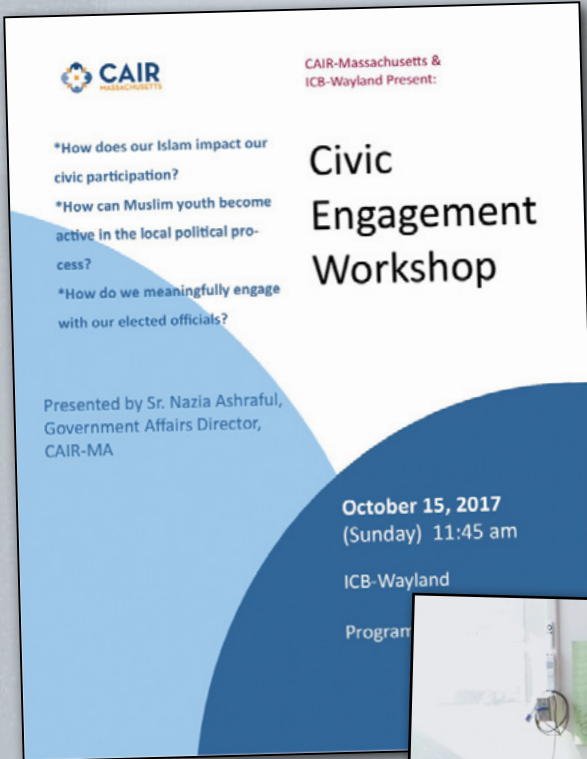 CAIR
MASSACHUSETTS
CAIR-Massachusetts &
ICB-Wayland Present:
*How does our Islam impact our
civic participation?
*How can Muslim youth become
active in the local political pro-
cess?
*How do we meaningfully engage
with our elected officials?
Civic
Engagement
Workshop
Presented by Sr. Nazia Ashraful,
Government Affairs Director,
CAIR-MA
October 15, 2017
(Sunday) 11:45 am
ICB-Wayland
Program